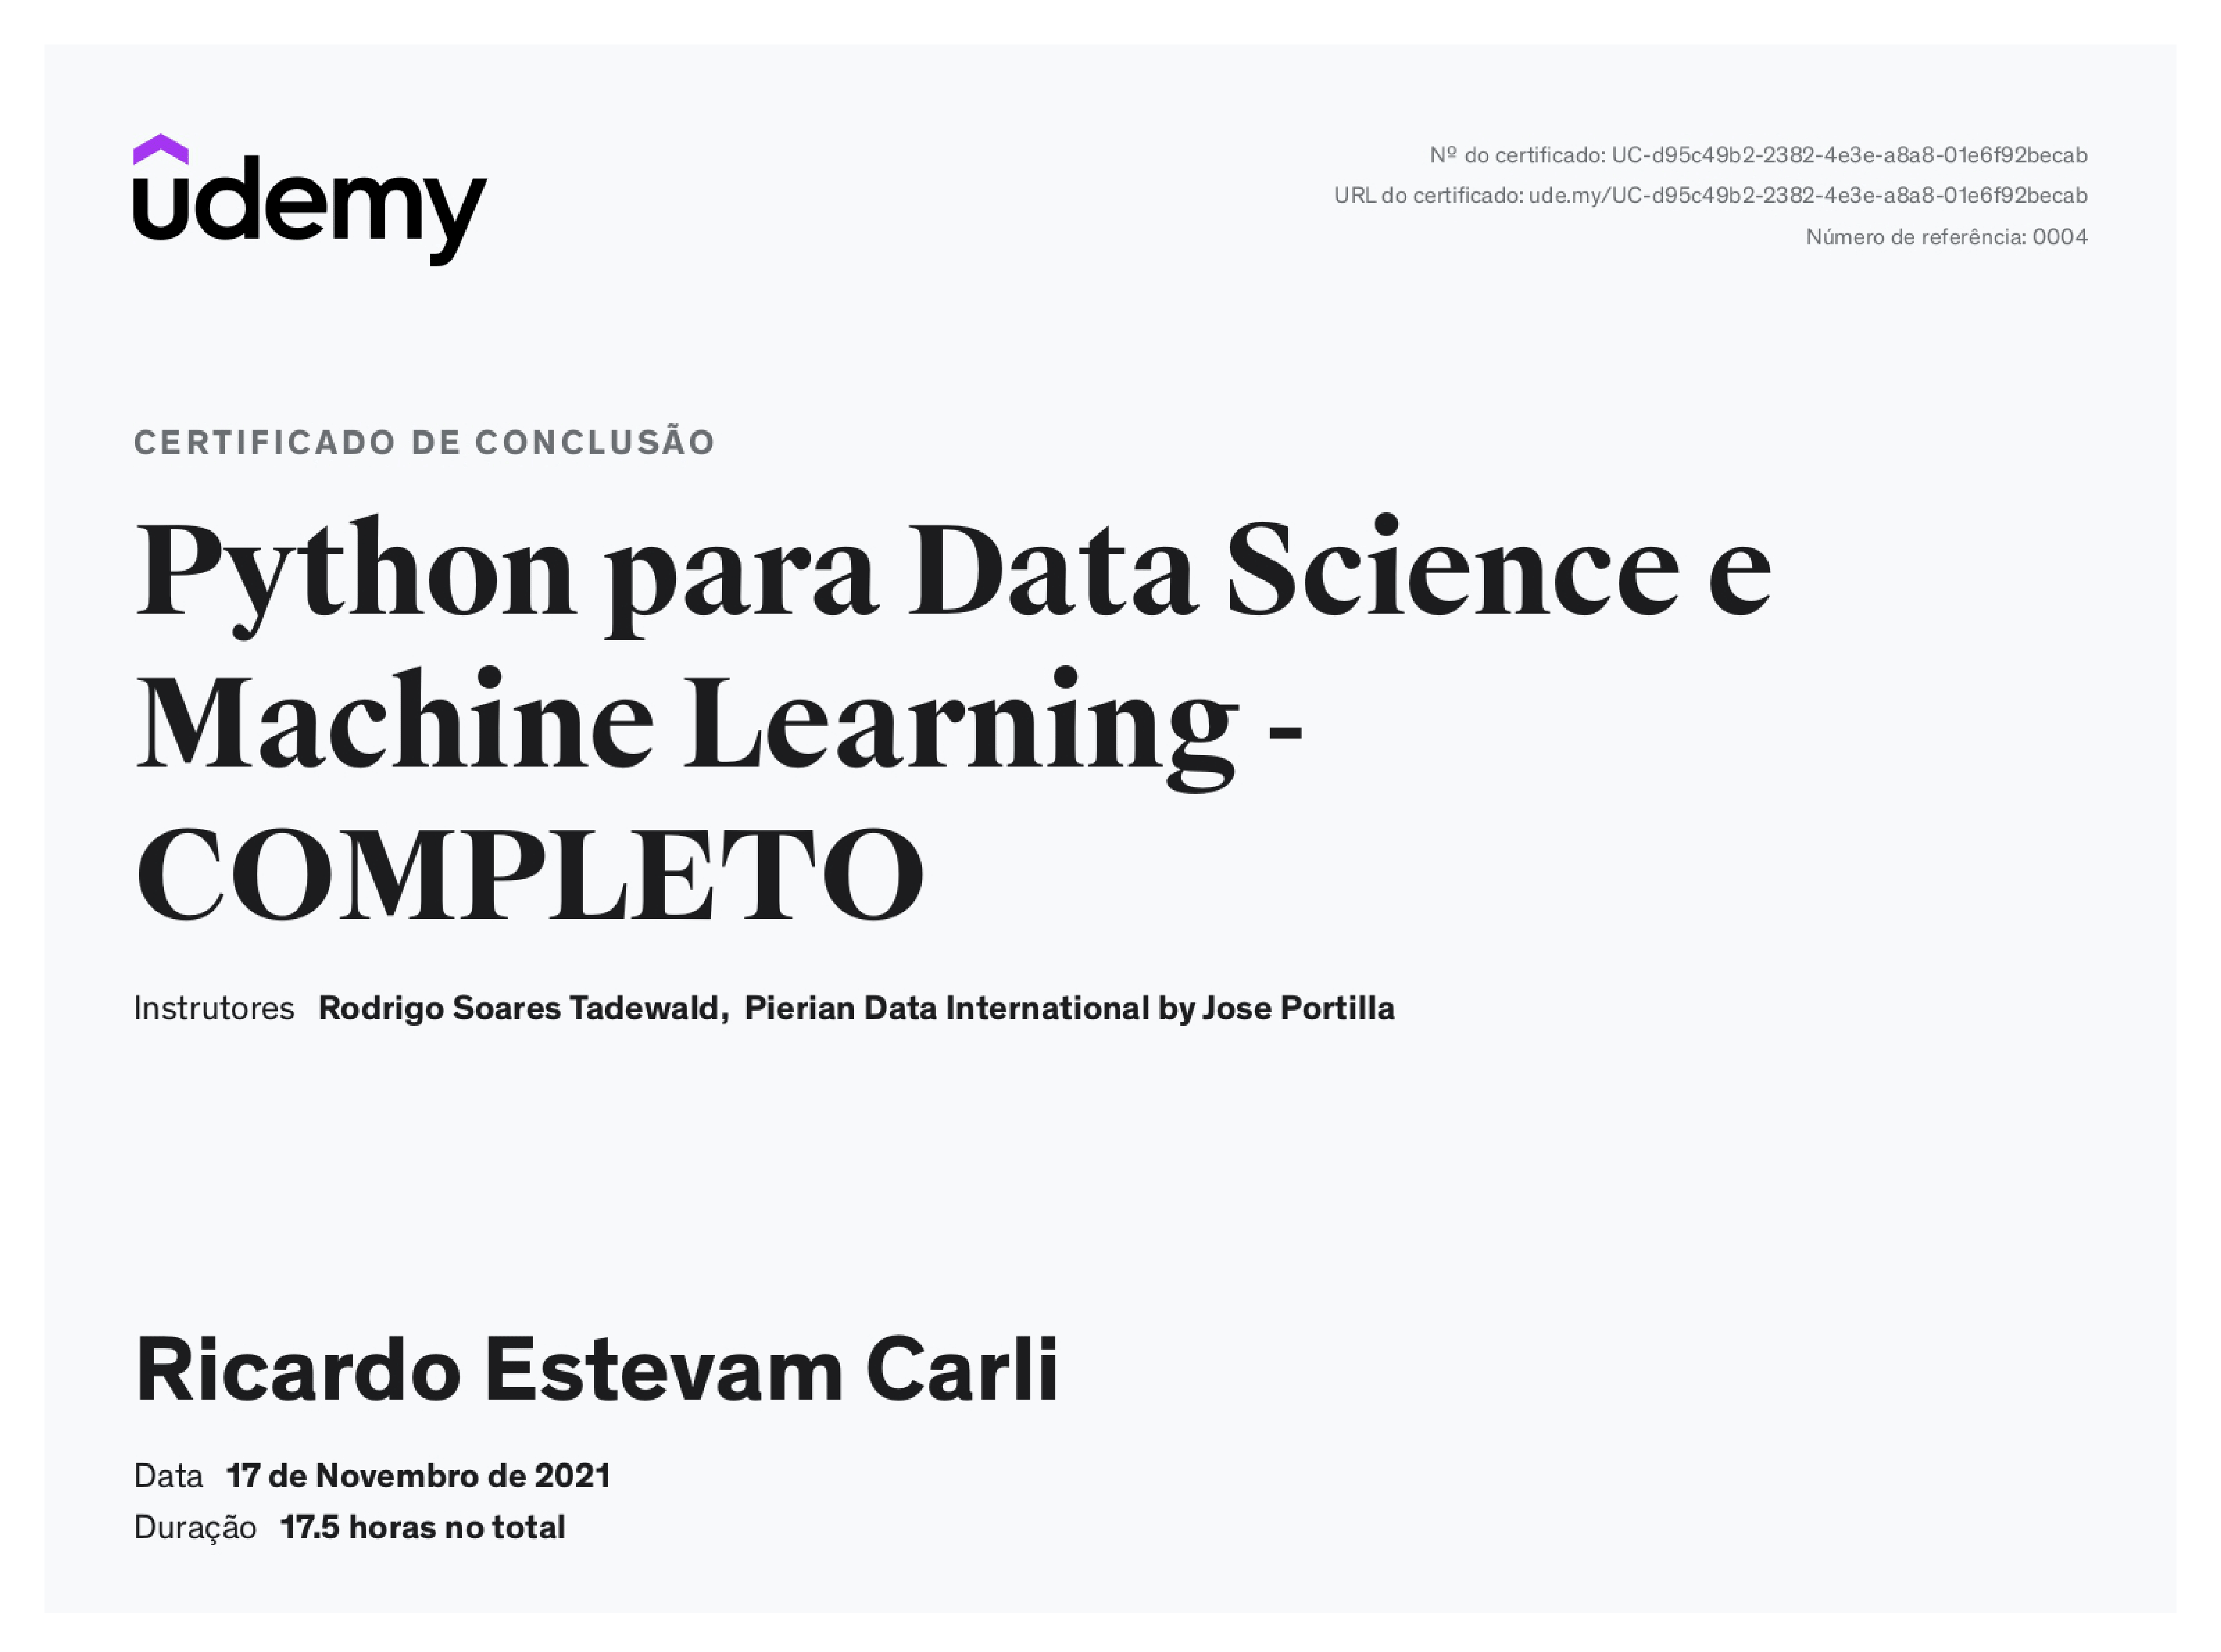 udemy
Nº do certificado: UC-d95c49b2-2382-4e3e-a8a8-01e6f92becab
URL do certificado: ude.my/UC-d95c49b2-2382-4e3e-a8a8-01e6f92becab
Número de referência: 0004
CERTIFICADO DE CONCLUSÃO
Python para Data Science e
Machine Learning -
COMPLETO
Instrutores Rodrigo Soares Tadewald, Pierian Data International by Jose Portilla
Ricardo Estevam Carli
Data 17 de Novembro de 2021
Duração 17.5 horas no total